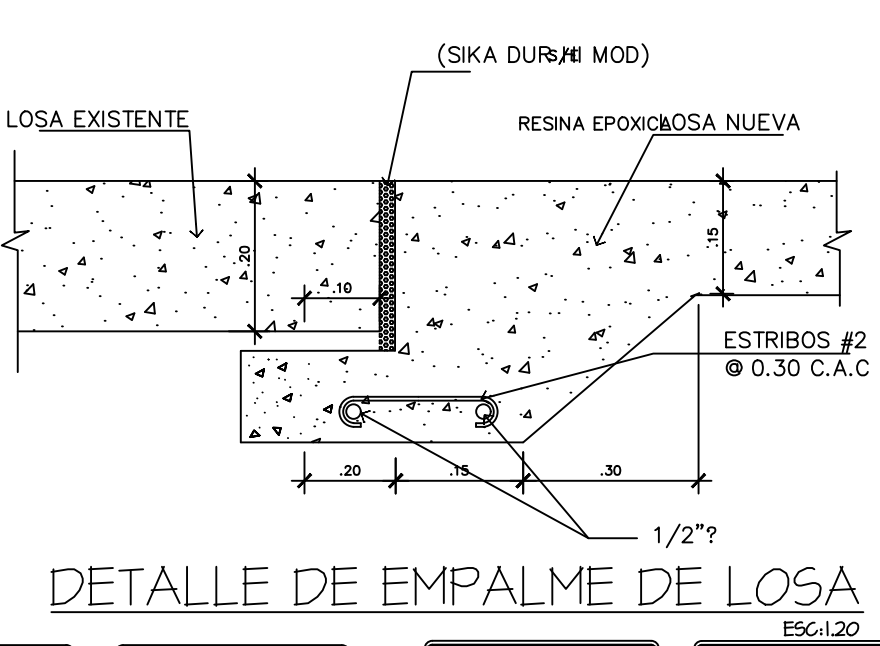 (SIKA DUR HI MOD)
LOSA EXISTENTE
RESINA EPOXICA
LOSA NUEVA
.20
.15
.10
ESTRIBOS #2
@ 0.30 C.A.C
.20
.15
.30
1/2"?
DETALLE DE EMPALME DE LOSA
ESC:1.20